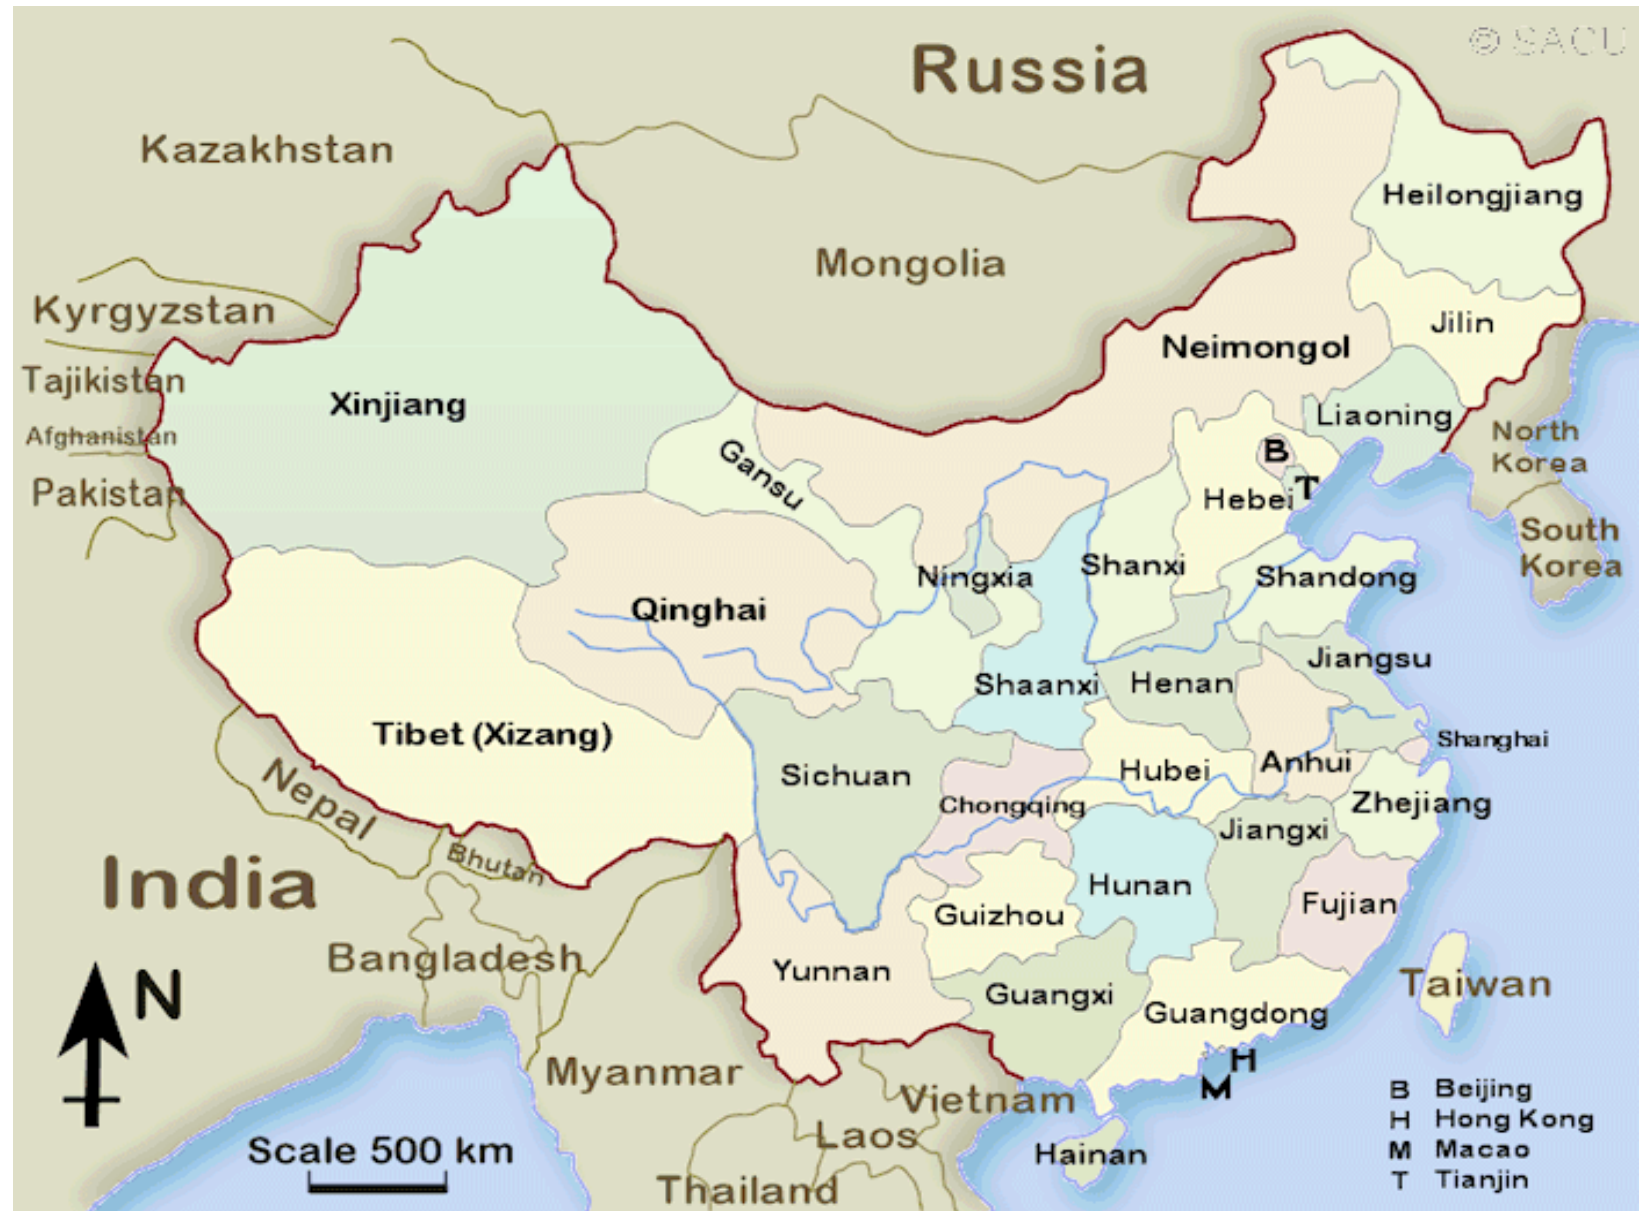 © SACU
Russia
Kazakhstan
Heilongjiang
Mongolia
Kyrgyzstan
Jilin
Neimongol
Tajikistan
Xinjiang
Liaoning
Afghanistan
North
Korea
B
Gansu
Pakistan
Hebei
T
South
Korea
Ningxia
Shanxi
Shandong
Qinghai
Jiangsu
Shaanxi
Henan
Tibet (Xizang)
Shanghai
Sichuan
Hubei
Anhui
Nepal
Chongqing
Zhejiang
Jiangxi
Bhutan
India
Hunan
Guizhou
Fujian
Bangladesh
Yunnan
Taiwan
N
Guangxi
Guangdong
H
M
Myanmar
Vietnam
Laos
Hainan
Thailand
Scale 500 km
B Beijing
H Hong Kong
M Macao
T Tianjin